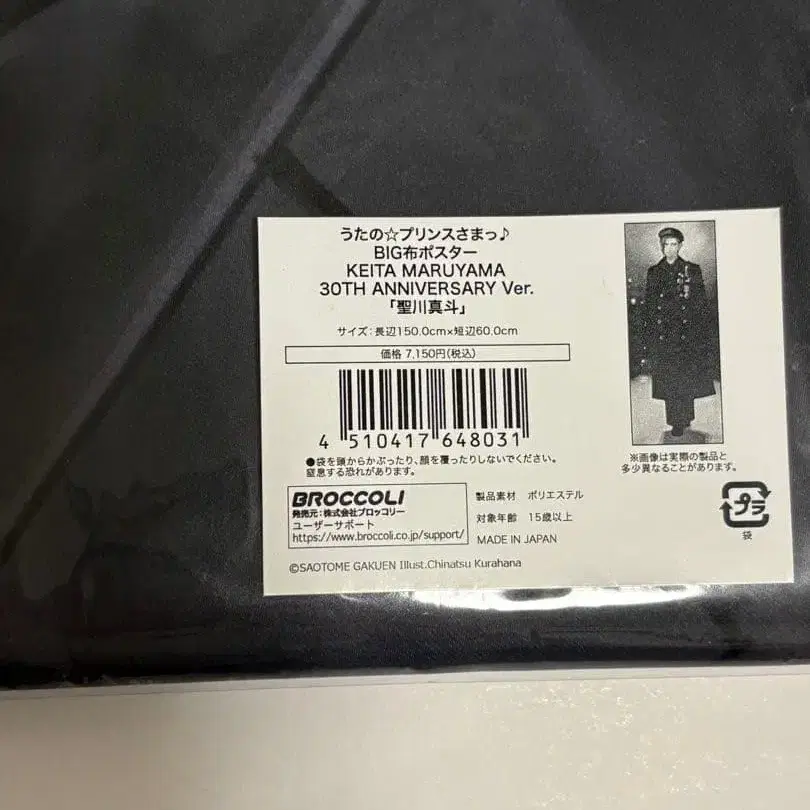 うたの☆プリンスさまっ♪
BIG布ポスター
KEITA MARUYAMA
30TH ANNIVERSARY Ver.
「聖川真斗」
サイズ:長辺150.0cm×短辺60.0cm
価格 7,150円(税込)
4 510417 648031
●袋を頭からかぶったり、顔を覆ったりしないでください。
窒息する恐れがあります。
※画像は実際の製品と
多少異なることがあります。
BROCCOLI
発売元:株式会社ブロッコリー
ユーザーサポート
https://www.broccoli.co.jp/support/
製品素材 ポリエステル
対象年齢 15歳以上
MADE IN JAPAN
プラ
袋
©SAOTOME GAKUEN Illust.Chinatsu Kurahana